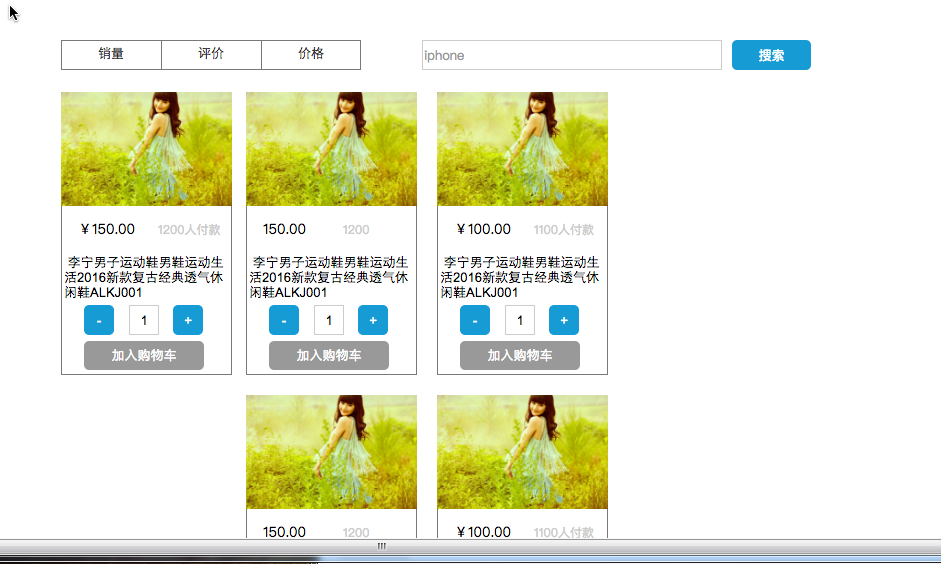 销量 评价 价格 iphone 搜索
￥150.00 1200人付款
李宁男子运动鞋男鞋运动生
活2016新款复古经典透气休
闲鞋ALKJ001
- 1 +
加入购物车
150.00 1200
李宁男子运动鞋男鞋运动生
活2016新款复古经典透气休
闲鞋ALKJ001
- 1 +
加入购物车
￥100.00 1100人付款
李宁男子运动鞋男鞋运动生
活2016新款复古经典透气休
闲鞋ALKJ001
- 1 +
加入购物车
150.00 1200
￥100.00 1100人付款